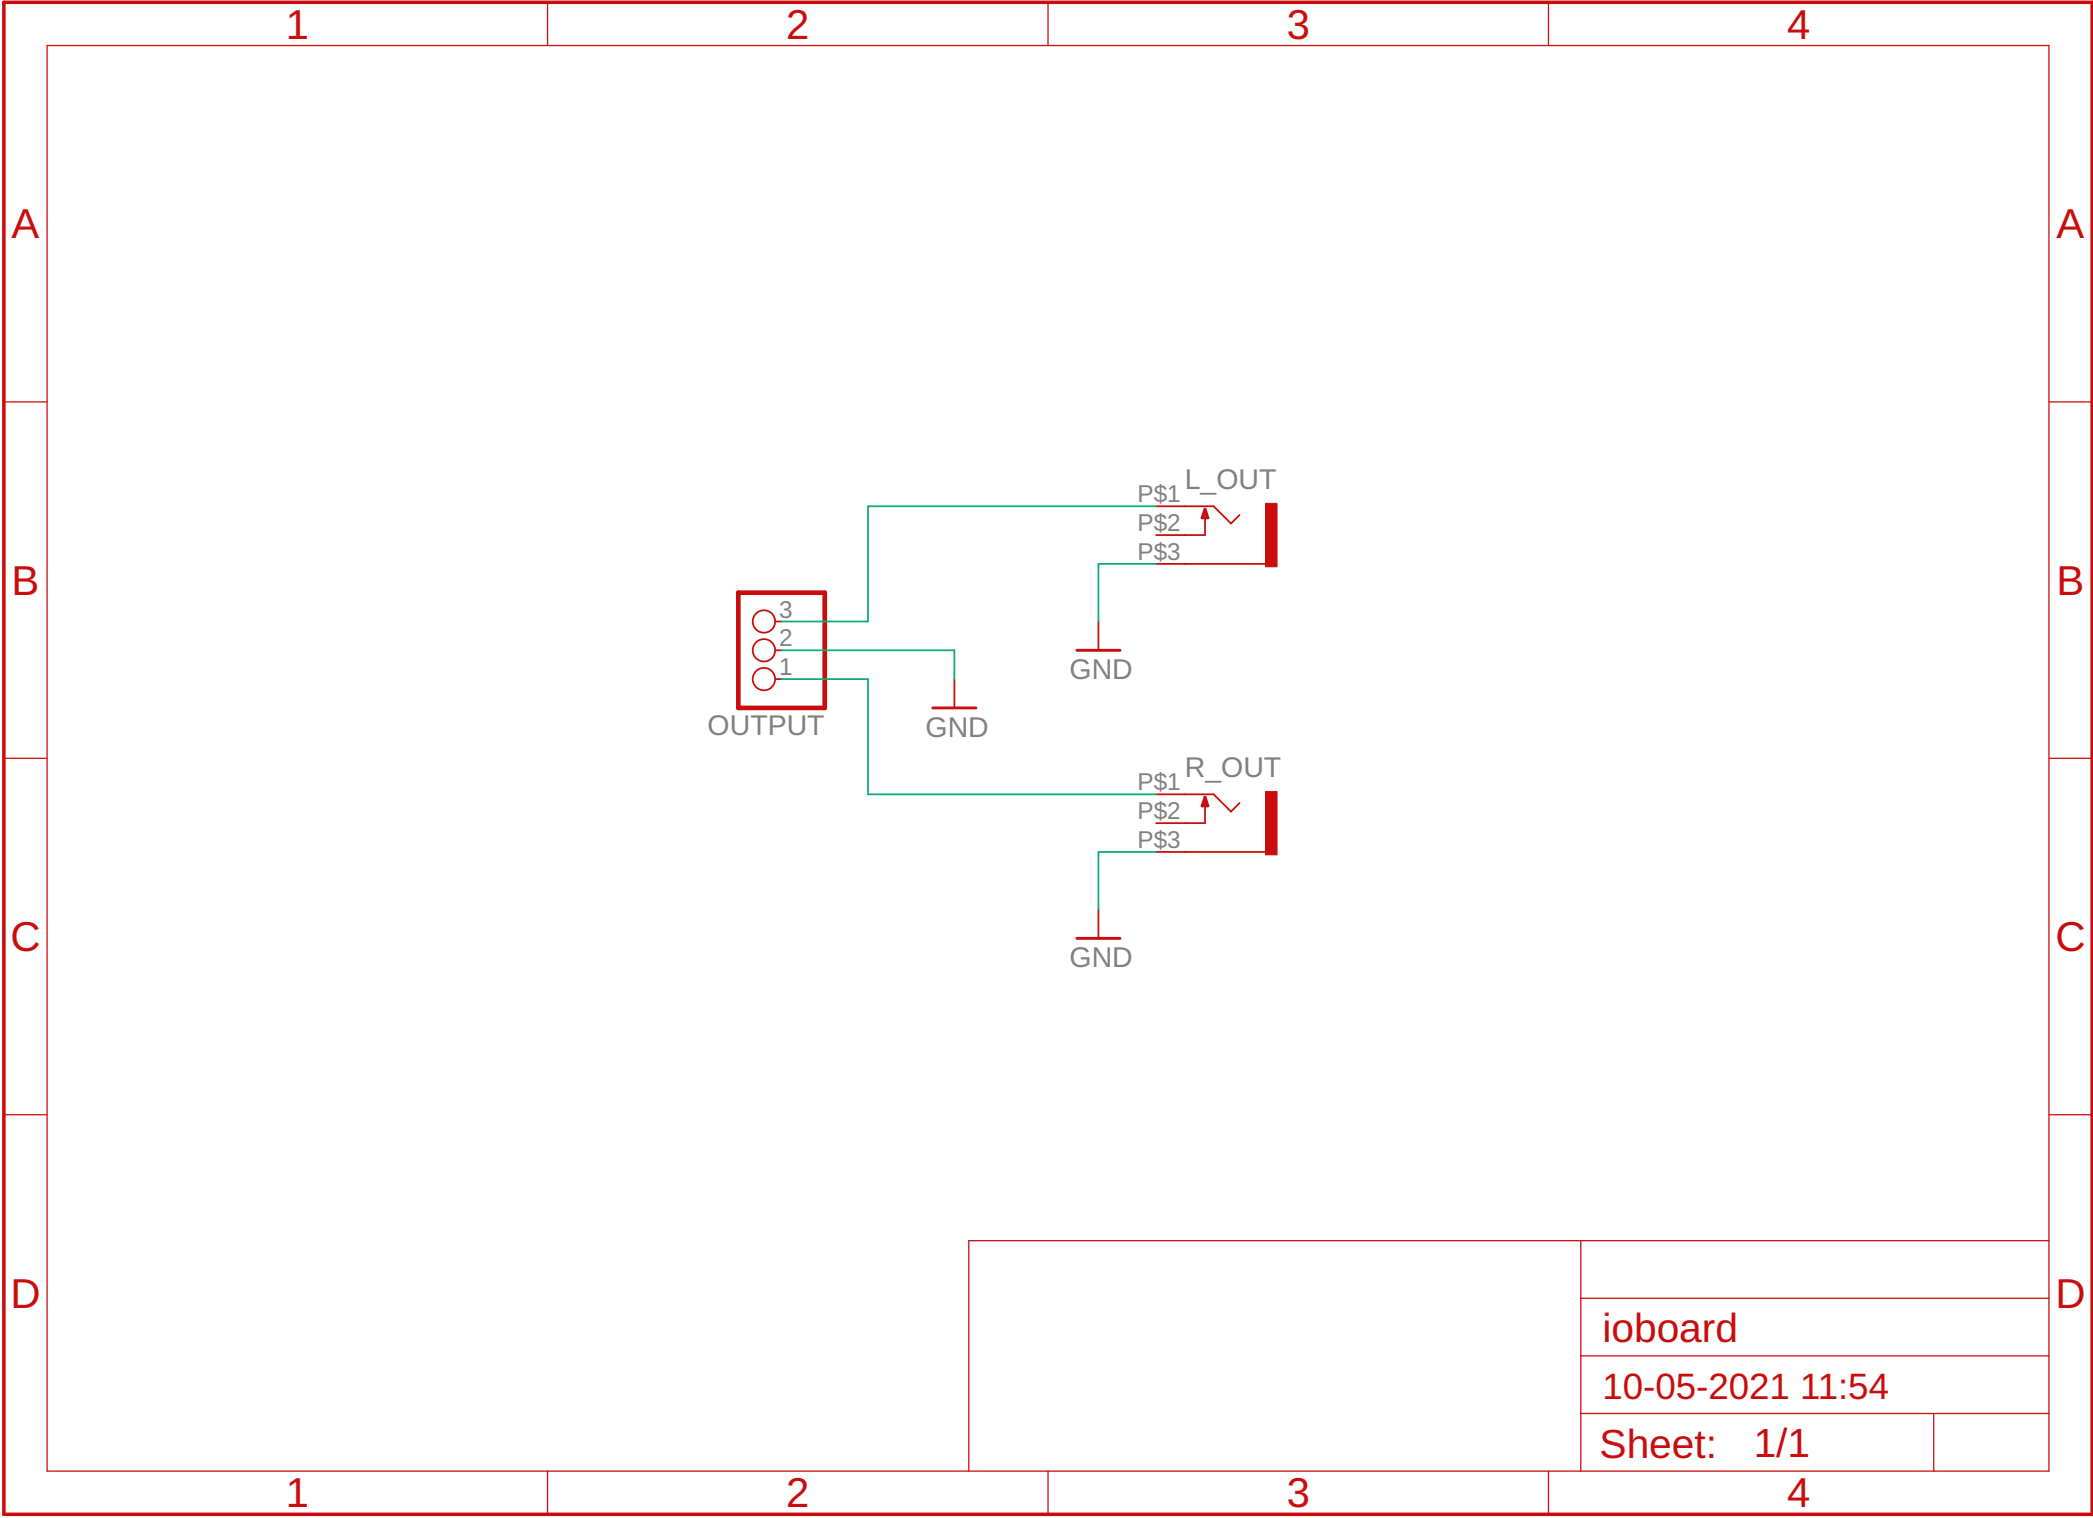 1 2 3 4
A A
L_OUT
P$1
P$2
P$3
B B
3
2
1
GND
OUTPUT
GND
R_OUT
P$1
P$2
P$3
C C
GND
D D
ioboard
10-05-2021 11:54
Sheet: 1/1
1 2 3 4